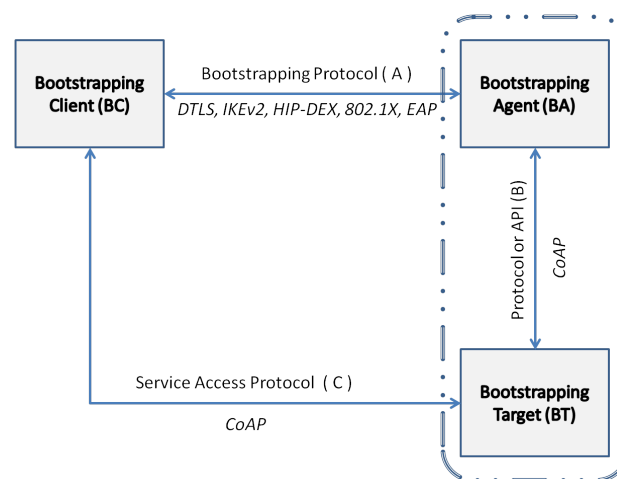 Bootstrapping
Client (BC)
Bootstrapping Protocol ( A )
DTLS, IKEv2, HIP-DEX, 802.1X, EAP
Bootstrapping
Agent (BA)
Protocol or API (B)
CoAP
Service Access Protocol ( C )
CoAP
Bootstrapping
Target (BT)